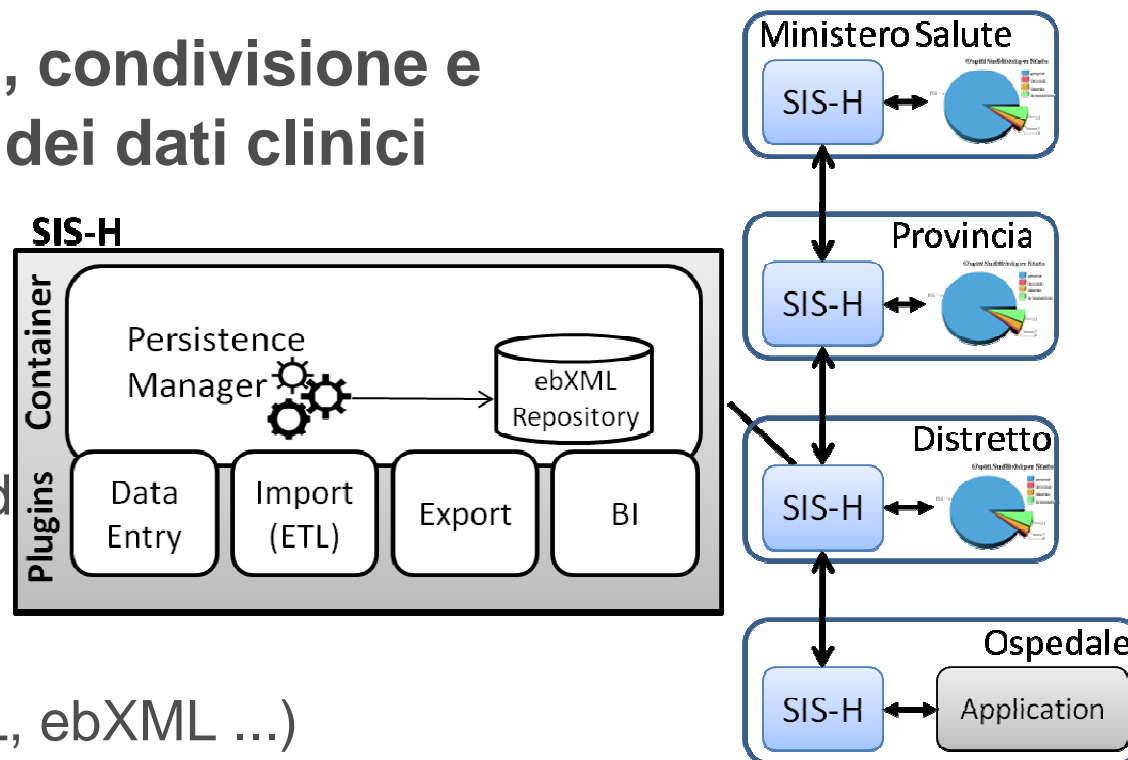 , condivisione e
dei dati clinici
SIS-H
Container
Persistence
Manager
ebXML
Repository
Plugins
Data
Entry
Import
(ETL)
Export
BI
d
, ebXML ...)
Ministero Salute
SIS-H
Provincia
SIS-H
Distretto
SIS-H
Ospedale
SIS-H
Application